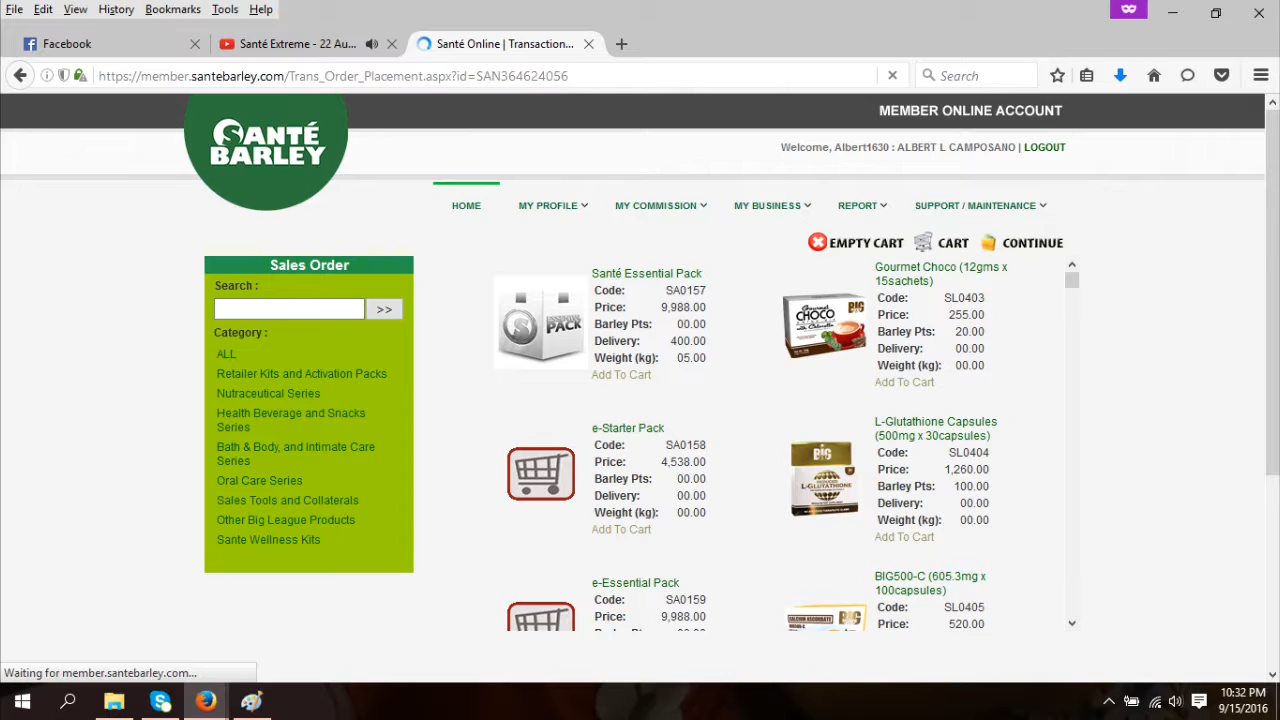 File Edit View History Bookmarks Tools Help
Facebook
Santé Extreme - 22 Au...
Santé Online | Transaction...
https://member.santebarley.com/Trans_Order_Placement.aspx?id=SAN364624056
Search
MEMBER ONLINE ACCOUNT
SANTÉ
BARLEY
Welcome, Albert1630 : ALBERT L CAMPOSANO | LOGOUT
HOME MY PROFILE MY COMMISSION MY BUSINESS REPORT SUPPORT / MAINTENANCE
EMPTY CART CART CONTINUE
Sales Order
Search :
>>
Category :
ALL
Retailer Kits and Activation Packs
Nutraceutical Series
Health Beverage and Snacks
Series
Bath & Body, and Intimate Care
Series
Oral Care Series
Sales Tools and Collaterals
Other Big League Products
Sante Wellness Kits
ESSENTIAL
PACK
Santé Essential Pack
Code: SA0157
Price: 9,988.00
Barley Pts: 00.00
Delivery: 400.00
Weight (kg): 05.00
Add To Cart
BIG
Gourmet
CHOCO
Gourmet Choco (12gms x
15sachets)
Code: SL0403
Price: 255.00
Barley Pts: 20.00
Delivery: 00.00
Weight (kg): 00.00
Add To Cart
e-Starter Pack
Code: SA0158
Price: 4,538.00
Barley Pts: 00.00
Delivery: 00.00
Weight (kg): 00.00
Add To Cart
BIG
L-GLUTATHIONE
L-Glutathione Capsules
(500mg x 30capsules)
Code: SL0404
Price: 1,260.00
Barley Pts: 100.00
Delivery: 00.00
Weight (kg): 00.00
Add To Cart
e-Essential Pack
Code: SA0159
Price: 9,988.00
BIG
BIG500-C (605.3mg x
100capsules)
Code: SL0405
Price: 520.00
Waiting for member.santebarley.com...
10:32 PM
9/15/2016